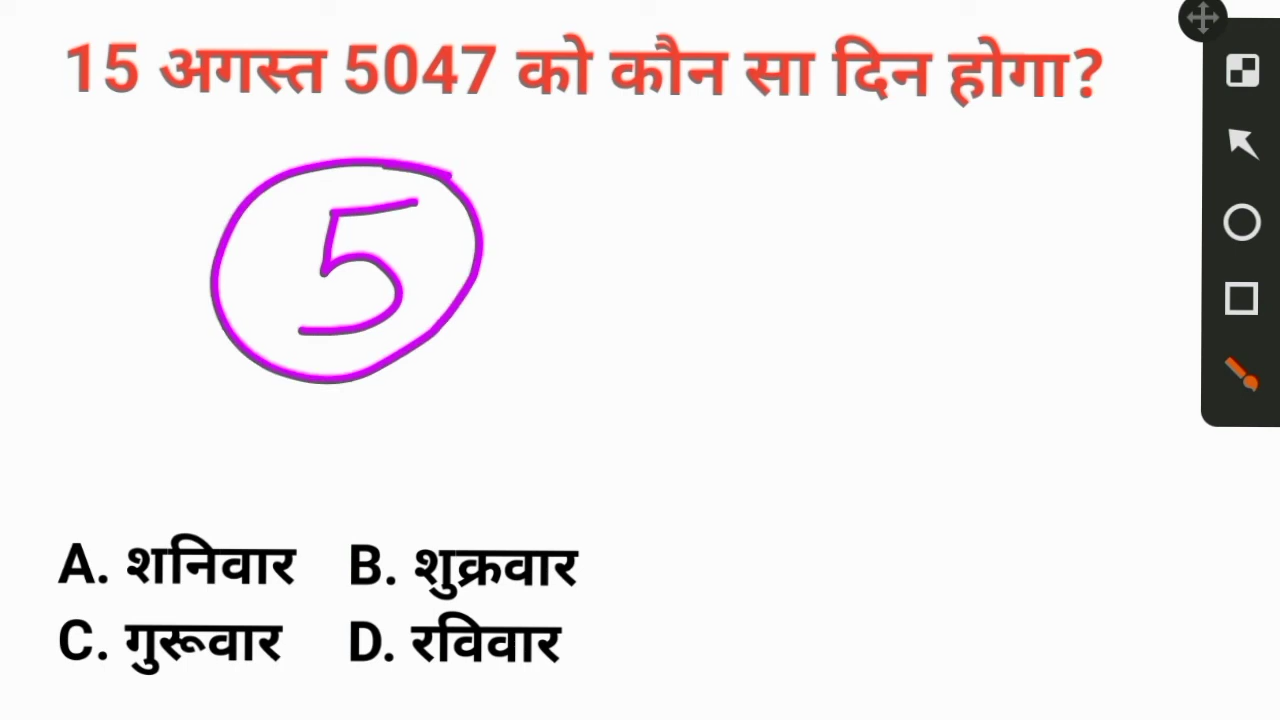 15 अगस्त 5047 को कौन सा दिन होगा?
5
A. शनिवार B. शुक्रवार
C. गुरूवार D. रविवार